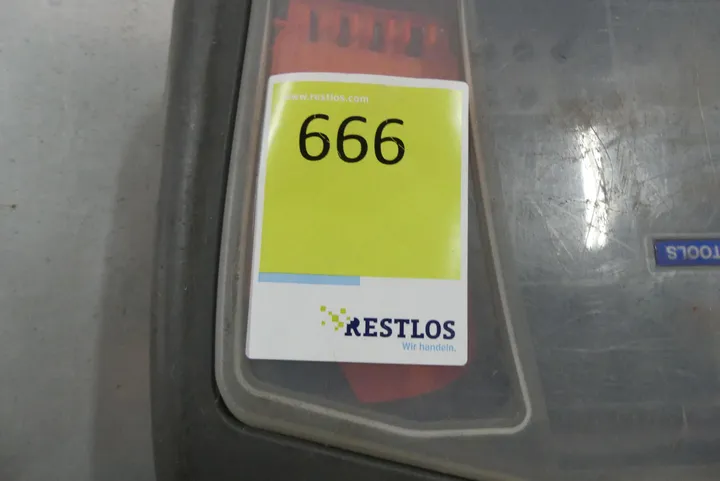 www.restlos.com
666
RESTLOS
Wir handeln.
TOOLS